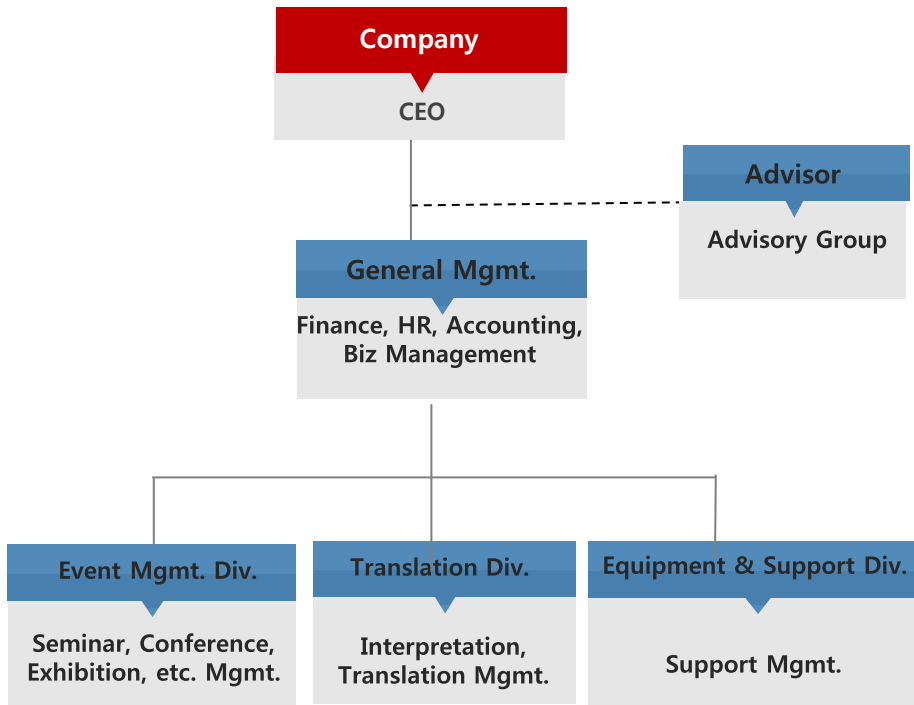 Company
CEO
Advisor
Advisory Group
General Mgmt.
Finance, HR, Accounting,
Biz Management
Event Mgmt. Div.
Seminar, Conference,
Exhibition, etc. Mgmt.
Translation Div.
Interpretation,
Translation Mgmt.
Equipment & Support Div.
Support Mgmt.